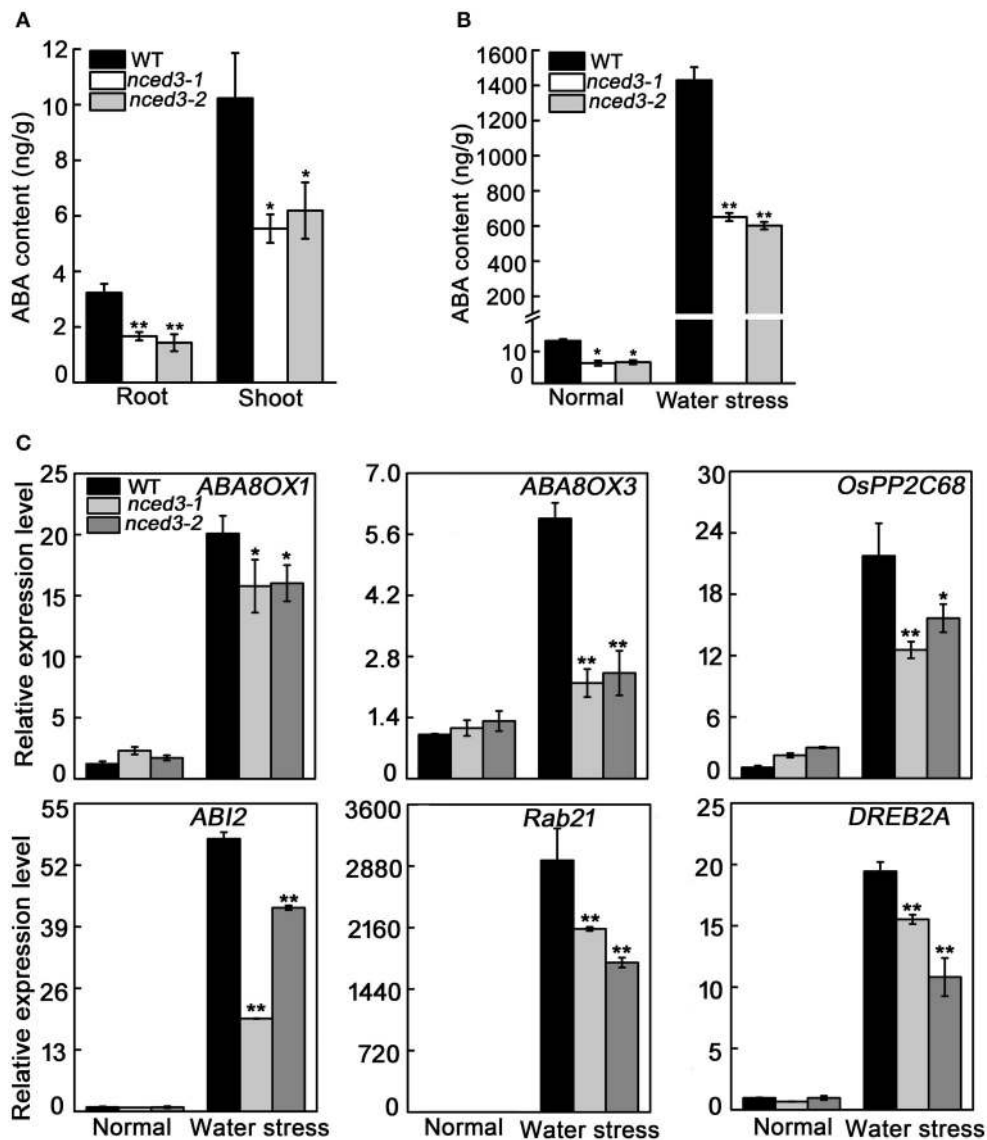 A
ABA content (ng/g)
12
10
8
6
4
2
0
WT
nced3-1
nced3-2
**
**
*
*
Root
Shoot
B
ABA content (ng/g)
1600
1400
1200
1000
800
600
400
200
10
0
WT
nced3-1
nced3-2
*
*
**
**
Normal
Water stress
C
Relative expression level
25
20
15
10
5
0
WT
nced3-1
nced3-2
ABA8OX1
*
*
7.0
5.6
4.2
2.8
1.4
0
ABA8OX3
**
**
30
24
18
12
6
0
OsPP2C68
**
*
Relative expression level
55
52
39
26
13
0
ABI2
**
**
Normal
Water stress
3600
2880
2160
1440
720
0
Rab21
**
**
Normal
Water stress
25
20
15
10
5
0
DREB2A
**
**
Normal
Water stress